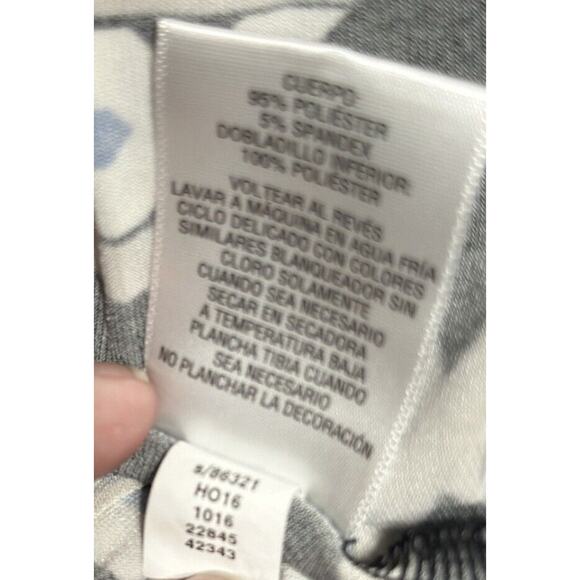 CUERPO:
95% POLIÉSTER
5% SPANDEX
DOBLADILLO INFERIOR:
100% POLIÉSTER
VOLTEAR AL REVÉS
LAVAR A MÁQUINA EN AGUA FRÍA
CICLO DELICADO CON COLORES
SIMILARES BLANQUEADOR SIN
CLORO SOLAMENTE
CUANDO SEA NECESARIO
SECAR EN SECADORA
A TEMPERATURA BAJA
PLANCHA TIBIA CUANDO
SEA NECESARIO
NO PLANCHAR LA DECORACIÓN
s/86321
HO16
1016
22845
42343